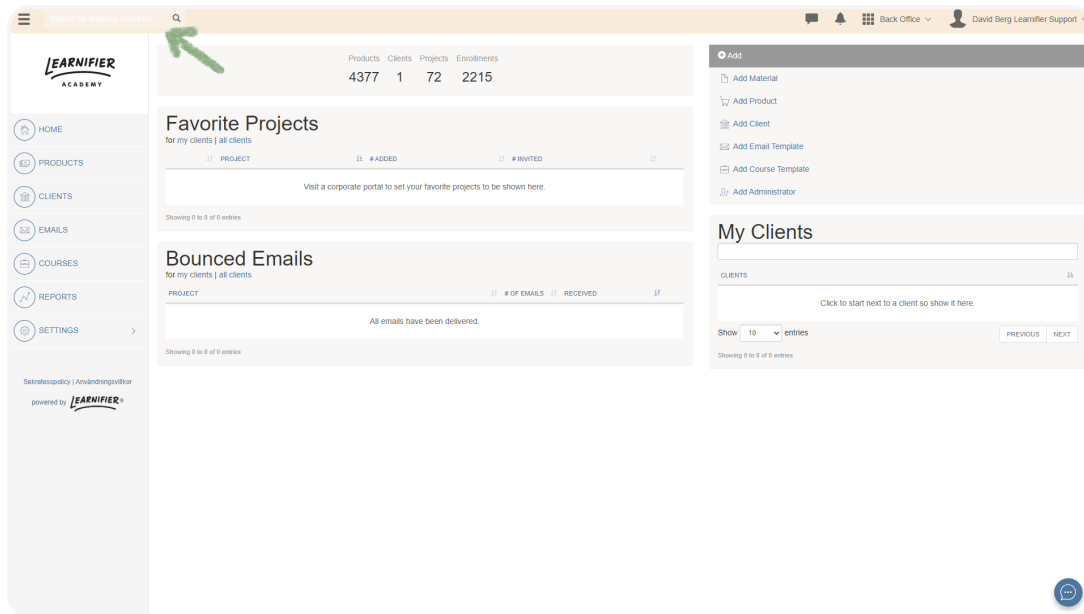 Search for projects, users etc.
Back Office
David Berg Learnifier Support
LEARNIFIER
ACADEMY
HOME
PRODUCTS
CLIENTS
EMAILS
COURSES
REPORTS
SETTINGS
Sekretesspolicy | Användningsvillkor
powered by LEARNIFIER®
Products Clients Projects Enrollments
4377 1 72 2215
Favorite Projects
for my clients | all clients
PROJECT # ADDED # INVITED
Visit a corporate portal to set your favorite projects to be shown here.
Showing 0 to 0 of 0 entries
Bounced Emails
for my clients | all clients
PROJECT # OF EMAILS RECEIVED
All emails have been delivered.
Showing 0 to 0 of 0 entries
Add
Add Material
Add Product
Add Client
Add Email Template
Add Course Template
Add Administrator
My Clients
CLIENTS
Click to start next to a client so show it here.
Show 10 entries
PREVIOUS NEXT
Showing 0 to 0 of 0 entries